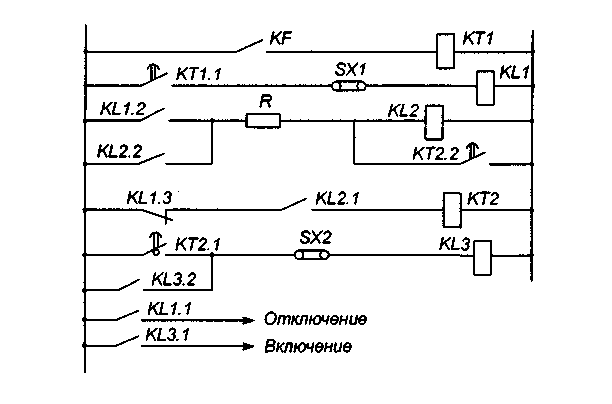 KF KT1
KT1.1 SX1 KL1
KL1.2 R KL2
KL2.2 KT2.2
KL1.3 KL2.1 KT2
KT2.1 SX2 KL3
KL3.2
KL1.1 Отключение
KL3.1 Включение